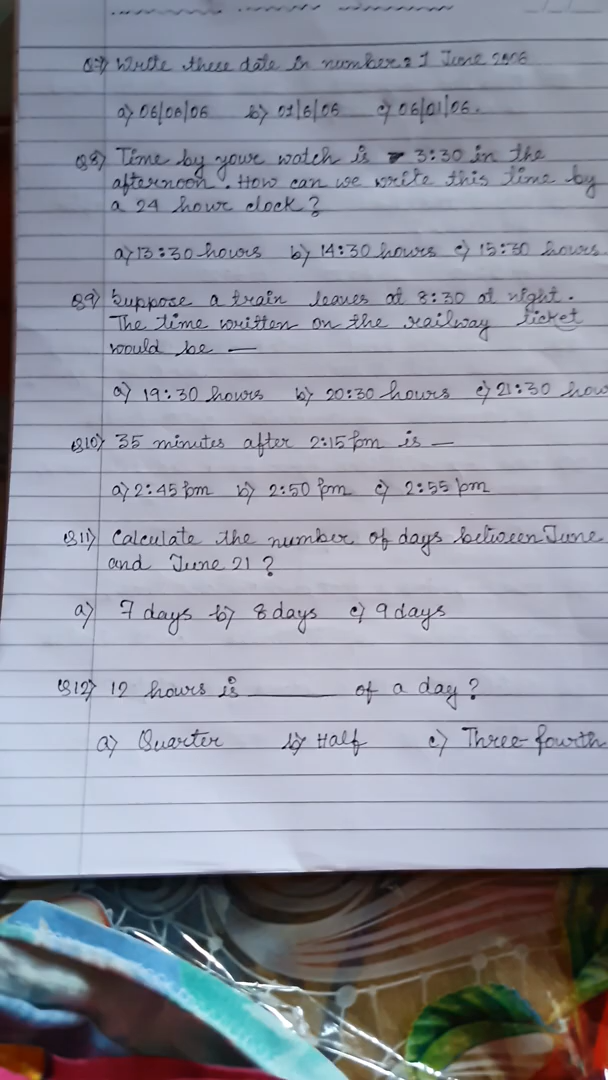 Q7) Write these date in number: 1 June 2006
a) 06/06/06 b) 01/6/06 c) 06/01/06.
Q8) Time by your watch is 3:30 in the
afternoon. How can we write this time by
a 24 hour clock?
a) 13:30 hours b) 14:30 hours c) 15:30 hours.
Q9) Suppose a train leaves at 8:30 at night.
The time written on the railway ticket
would be —
a) 19:30 hours b) 20:30 hours c) 21:30 hou
Q10) 35 minutes after 2:15 pm is —
a) 2:45 pm b) 2:50 pm c) 2:55 pm
Q11) Calculate the number of days between June
and June 21?
a) 7 days b) 8 days c) 9 days
Q12) 12 hours is ______ of a day?
a) Quarter b) Half c) Three-fourth